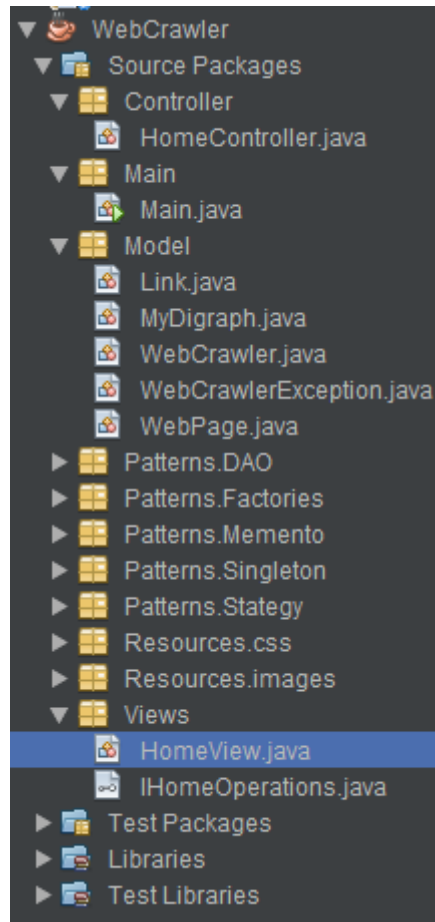 WebCrawler
Source Packages
Controller
HomeController.java
Main
Main.java
Model
Link.java
MyDigraph.java
WebCrawler.java
WebCrawlerException.java
WebPage.java
Patterns.DAO
Patterns.Factories
Patterns.Memento
Patterns.Singleton
Patterns.Stategy
Resources.css
Resources.images
Views
HomeView.java
IHomeOperations.java
Test Packages
Libraries
Test Libraries